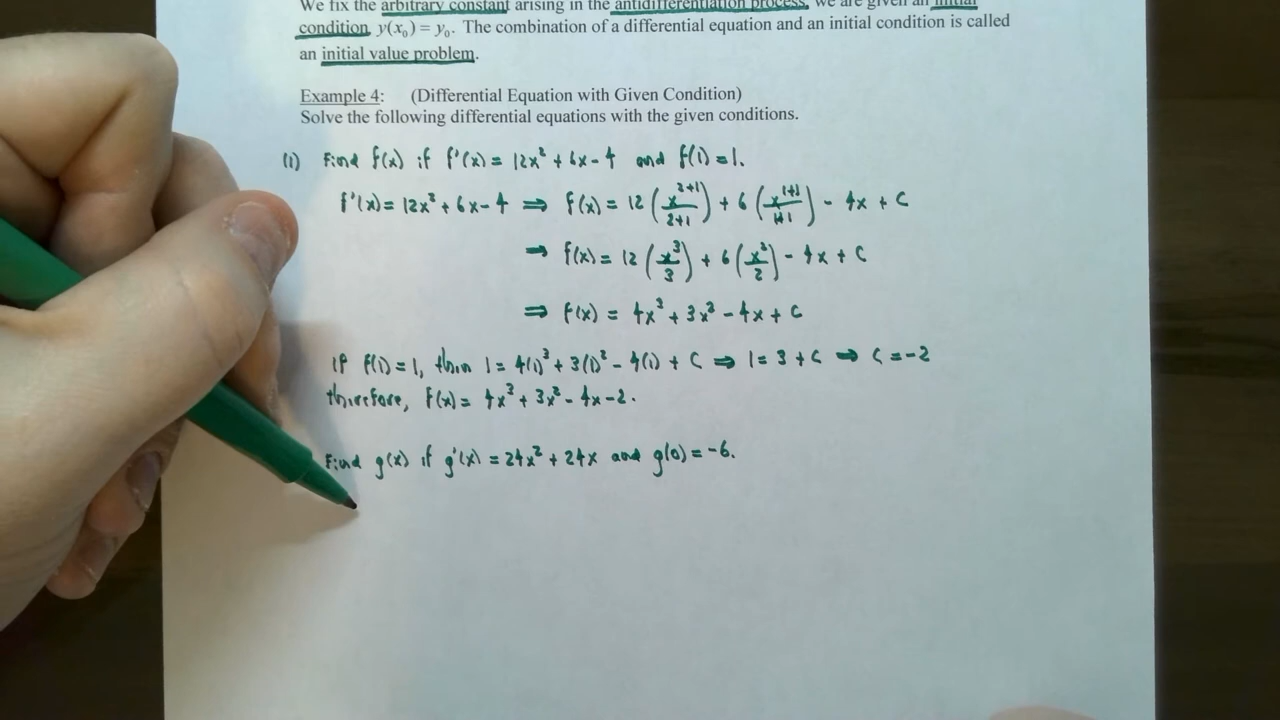 We fix the arbitrary constant arising in the antidifferentiation process, we are given an initial
condition, y(x₀) = y₀. The combination of a differential equation and an initial condition is called
an initial value problem.
Example 4: (Differential Equation with Given Condition)
Solve the following differential equations with the given conditions.
(1) Find f(x) if f'(x) = 12x² + 6x - 4 and f(1) = 1.
f'(x) = 12x² + 6x - 4 ⇒ f(x) = 12(x²⁺¹/2+1) + 6(x¹⁺¹/1+1) - 4x + C
⇒ f(x) = 12(x³/3) + 6(x²/2) - 4x + C
⇒ f(x) = 4x³ + 3x² - 4x + C
If f(1) = 1, then 1 = 4(1)³ + 3(1)² - 4(1) + C ⇒ 1 = 3 + C ⇒ C = -2
therefore, f(x) = 4x³ + 3x² - 4x - 2.
Find g(x) if g'(x) = 24x² + 24x and g(0) = -6.